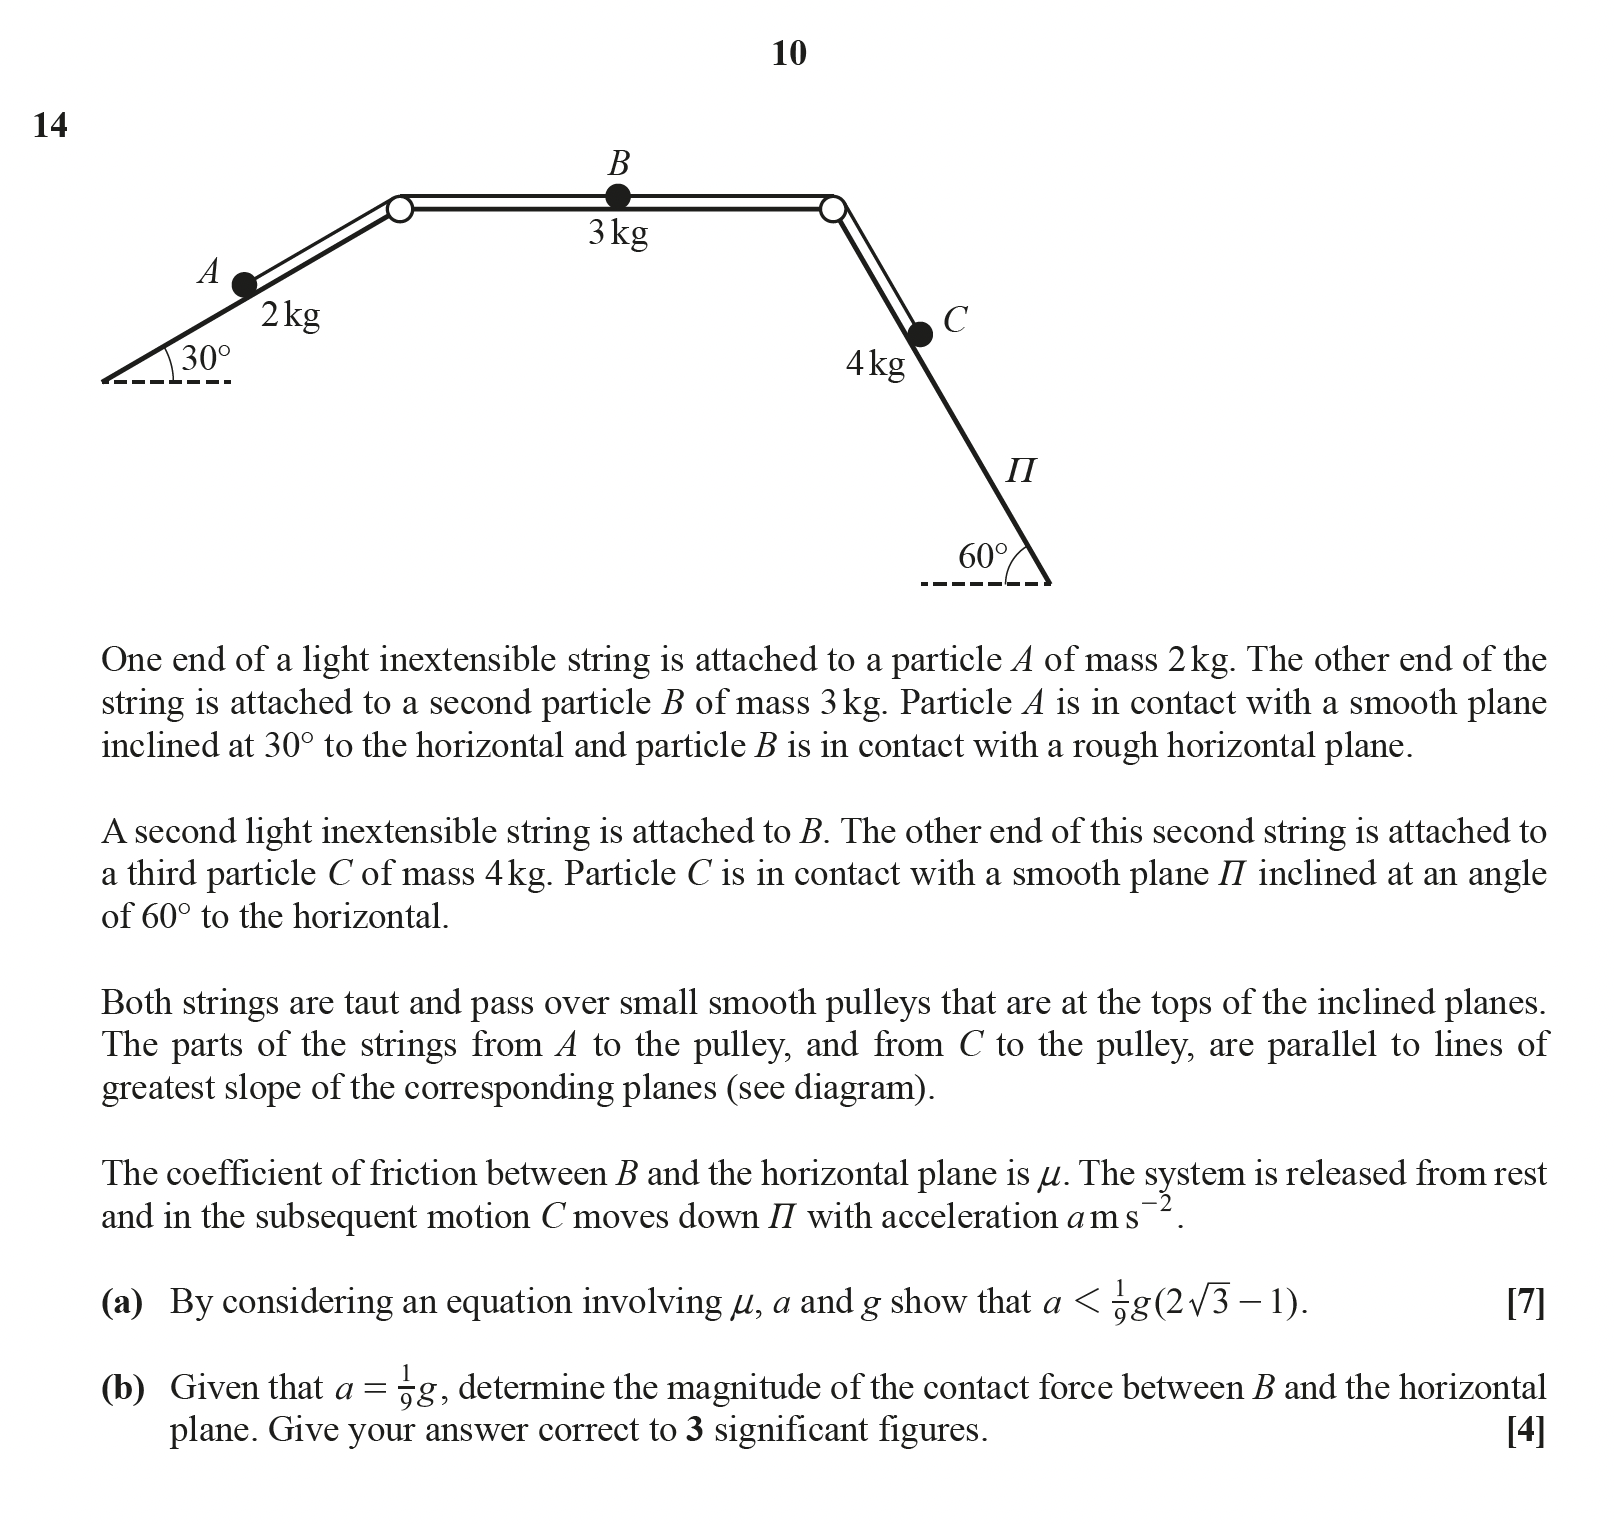 10
14
B
3 kg
A
2 kg
30°
C
4 kg
Π
60°
One end of a light inextensible string is attached to a particle A of mass 2 kg. The other end of the
string is attached to a second particle B of mass 3 kg. Particle A is in contact with a smooth plane
inclined at 30° to the horizontal and particle B is in contact with a rough horizontal plane.
A second light inextensible string is attached to B. The other end of this second string is attached to
a third particle C of mass 4 kg. Particle C is in contact with a smooth plane Π inclined at an angle
of 60° to the horizontal.
Both strings are taut and pass over small smooth pulleys that are at the tops of the inclined planes.
The parts of the strings from A to the pulley, and from C to the pulley, are parallel to lines of
greatest slope of the corresponding planes (see diagram).
The coefficient of friction between B and the horizontal plane is μ. The system is released from rest
and in the subsequent motion C moves down Π with acceleration a m s⁻².
(a) By considering an equation involving μ, a and g show that a < 1/9 g(2√3 − 1). [7]
(b) Given that a = 1/9 g, determine the magnitude of the contact force between B and the horizontal
plane. Give your answer correct to 3 significant figures. [4]